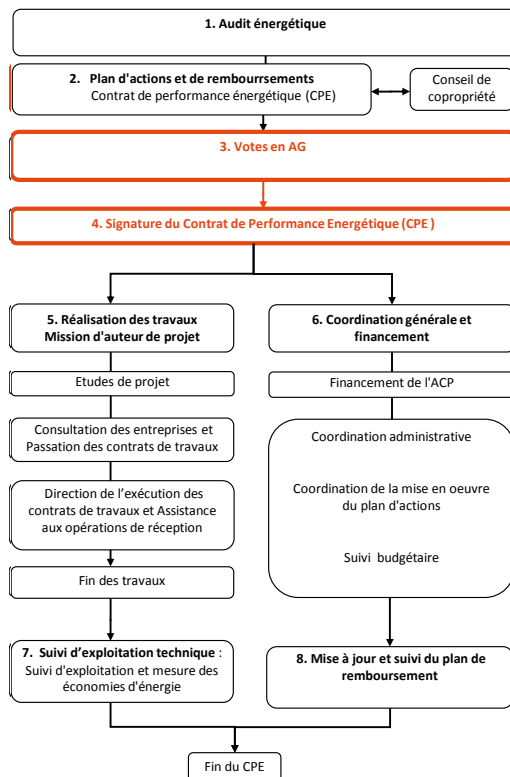 1. Audit énergétique
2. Plan d'actions et de rembourrsements
Contrat de performance énergétique (CPE)
Conseil de
copropriété
3. Votes en AG
4. Signature du Contrat de Performance Energétique (CPE )
5. Réalisation des travaux
Mission d'auteur de projet
Etudes de projet
Consultation des entreprises et
Passation des contrats de travaux
Direction de l'exécution des
contrats de travaux et Assistance
aux opérations de réception
Fin des travaux
6. Coordination générale et
financement
Financement de l'ACP
Coordination administrative
Coordination de la mise en oeuvre
du plan d'actions
Suivi budgétaire
7. Suivi d'exploitation technique :
Suivi d'exploitation et mesure des
économies d'énergie
8. Mise à jour et suivi du plan de
remboursement
Fin du CPE